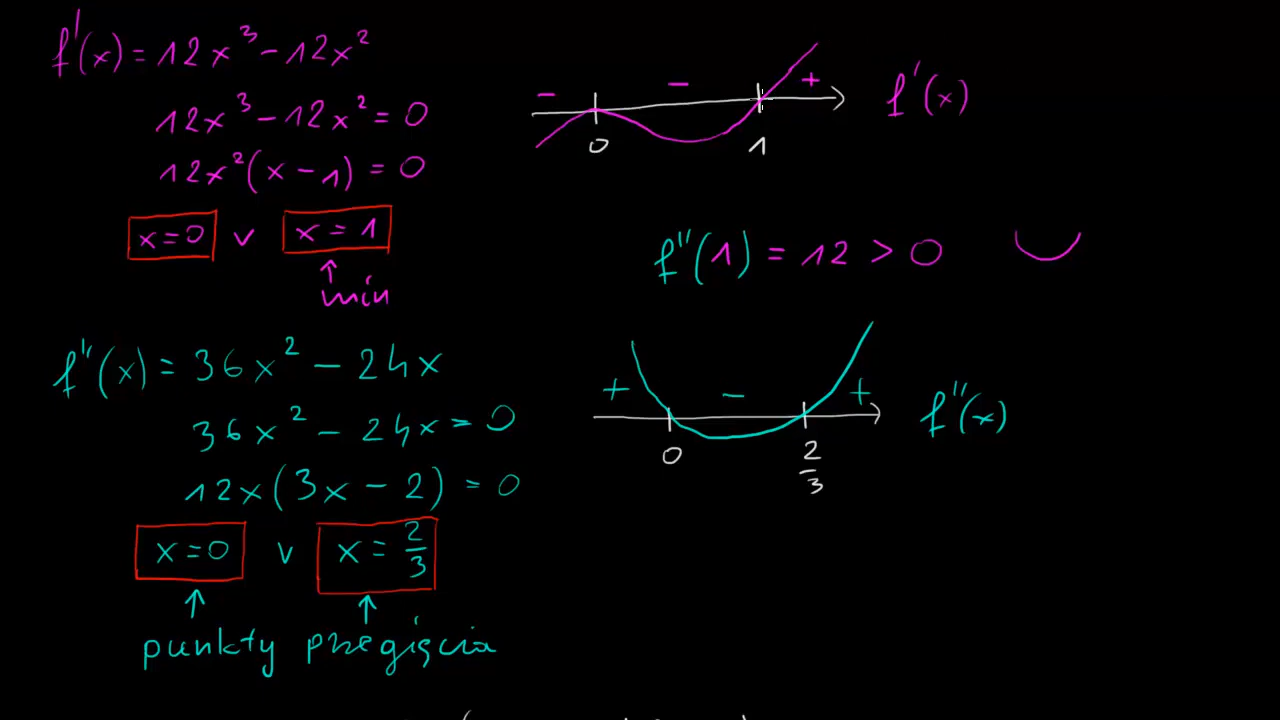 f'(x) = 12x³ - 12x²
12x³ - 12x² = 0
12x²(x - 1) = 0
x = 0 v x = 1
min
- - + f'(x)
0 1
f''(1) = 12 > 0
f''(x) = 36x² - 24x
36x² - 24x = 0
12x(3x - 2) = 0
x = 0 v x = 2/3
punkty przegięcia
+ - + f''(x)
0 2/3